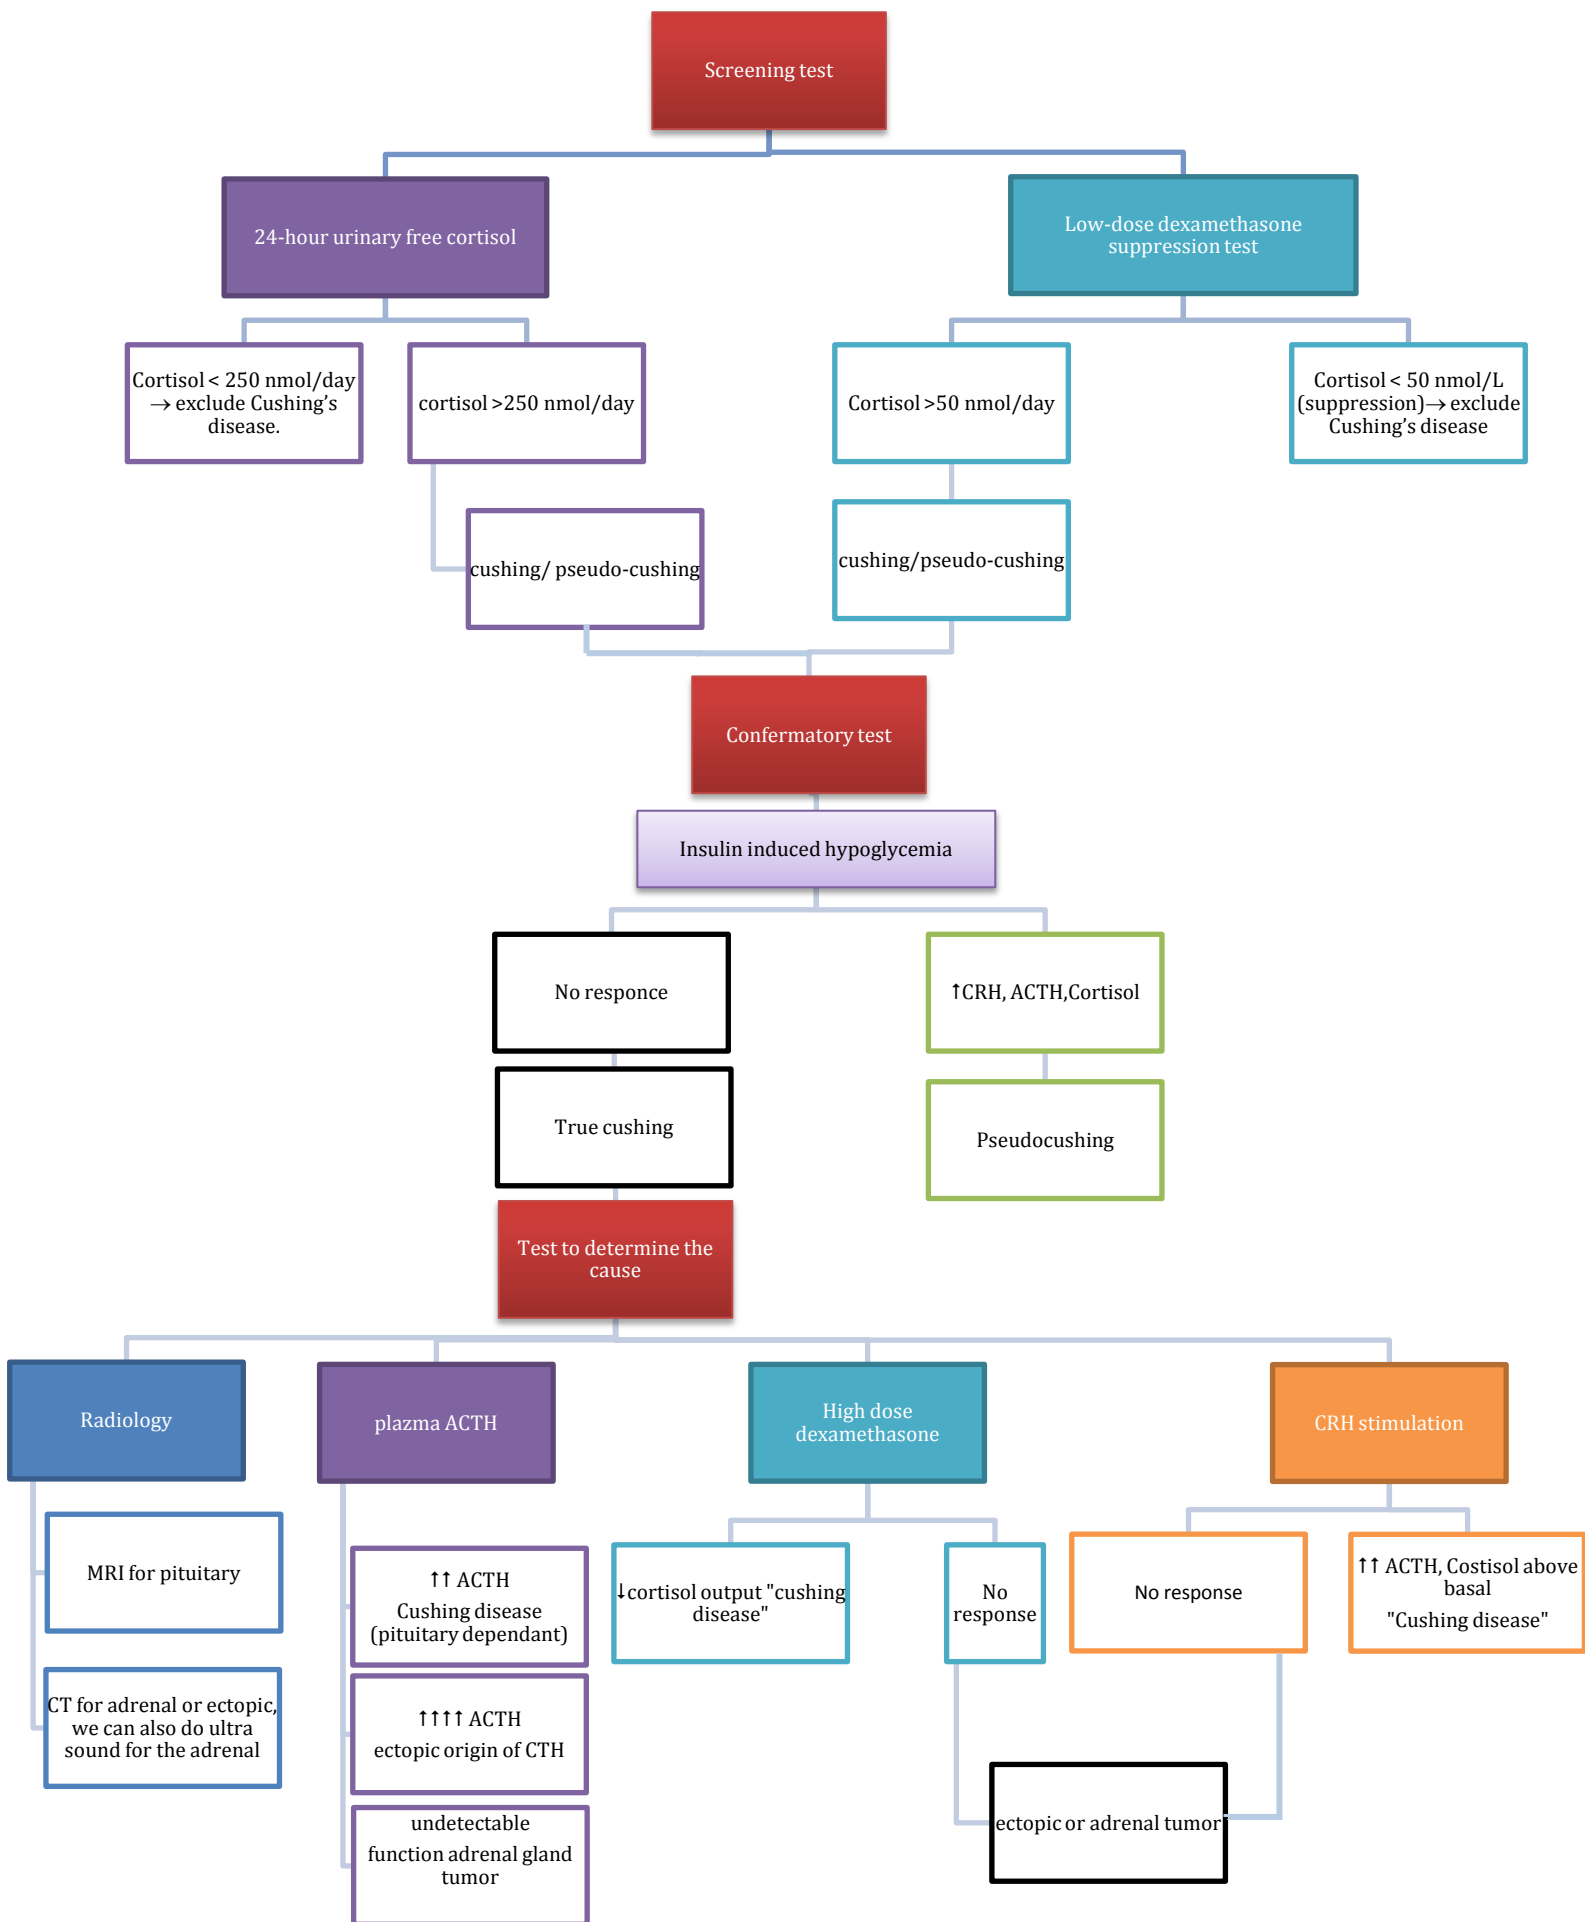 Screening test
24-hour urinary free cortisol
Low-dose dexamethasone
suppression test
Cortisol < 250 nmol/day
→ exclude Cushing's
disease.
cortisol >250 nmol/day
Cortisol >50 nmol/day
Cortisol < 50 nmol/L
(suppression)→ exclude
Cushing's disease
cushing/ pseudo-cushing
cushing/pseudo-cushing
Confermatory test
Insulin induced hypoglycemia
No responce
↑CRH, ACTH,Cortisol
True cushing
Pseudocushing
Test to determine the
cause
Radiology
plazma ACTH
High dose
dexamethasone
CRH stimulation
MRI for pituitary
CT for adrenal or ectopic,
we can also do ultra
sound for the adrenal
↑↑ ACTH
Cushing disease
(pituitary dependant)
↑↑↑↑ ACTH
ectopic origin of CTH
undetectable
function adrenal gland
tumor
↓cortisol output "cushing
disease"
No
response
No response
↑↑ ACTH, Costisol above
basal
"Cushing disease"
ectopic or adrenal tumor